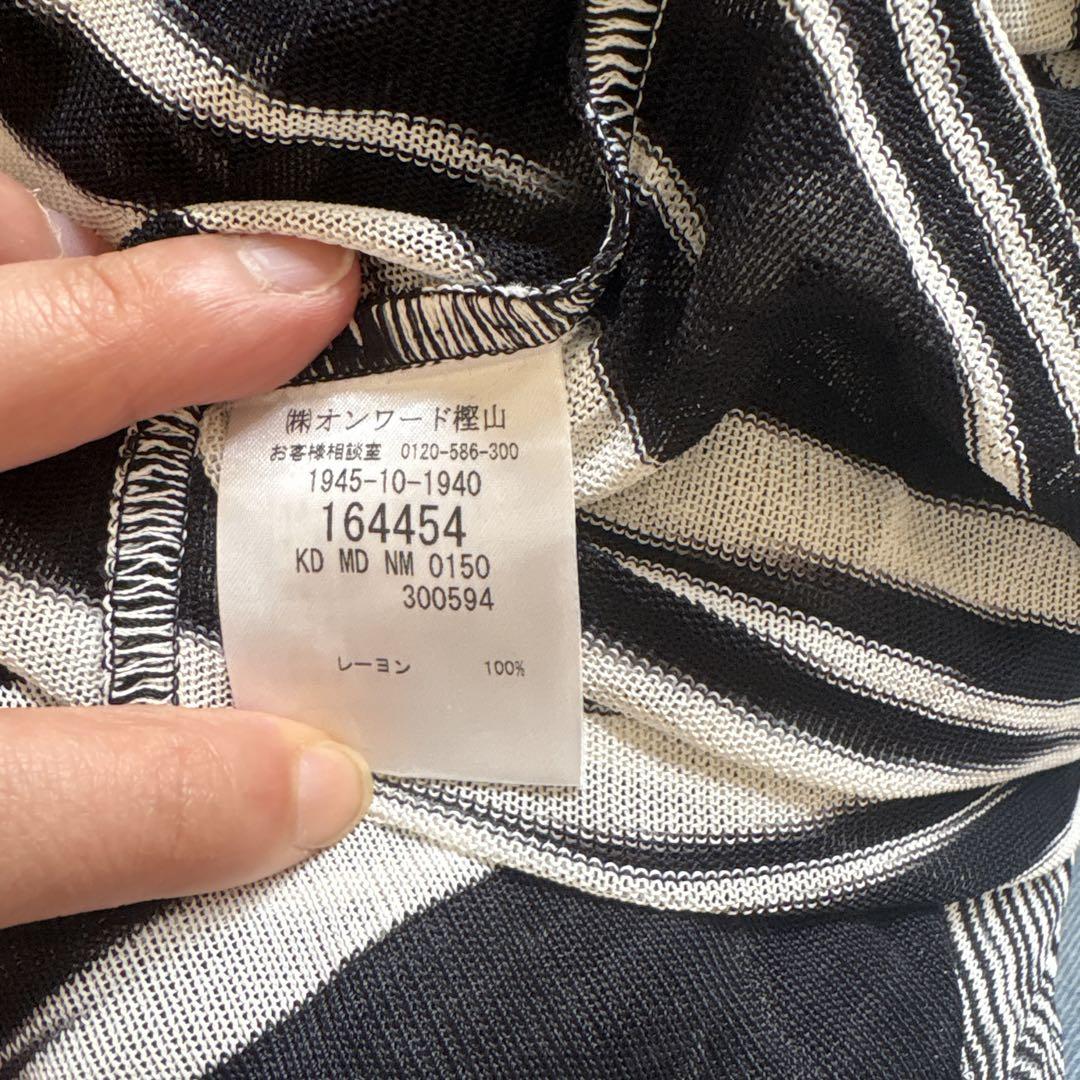 ㈱オンワード樫山
お客様相談室 0120-586-300
1945-10-1940
164454
KD MD NM 0150
300594
レーヨン 100%